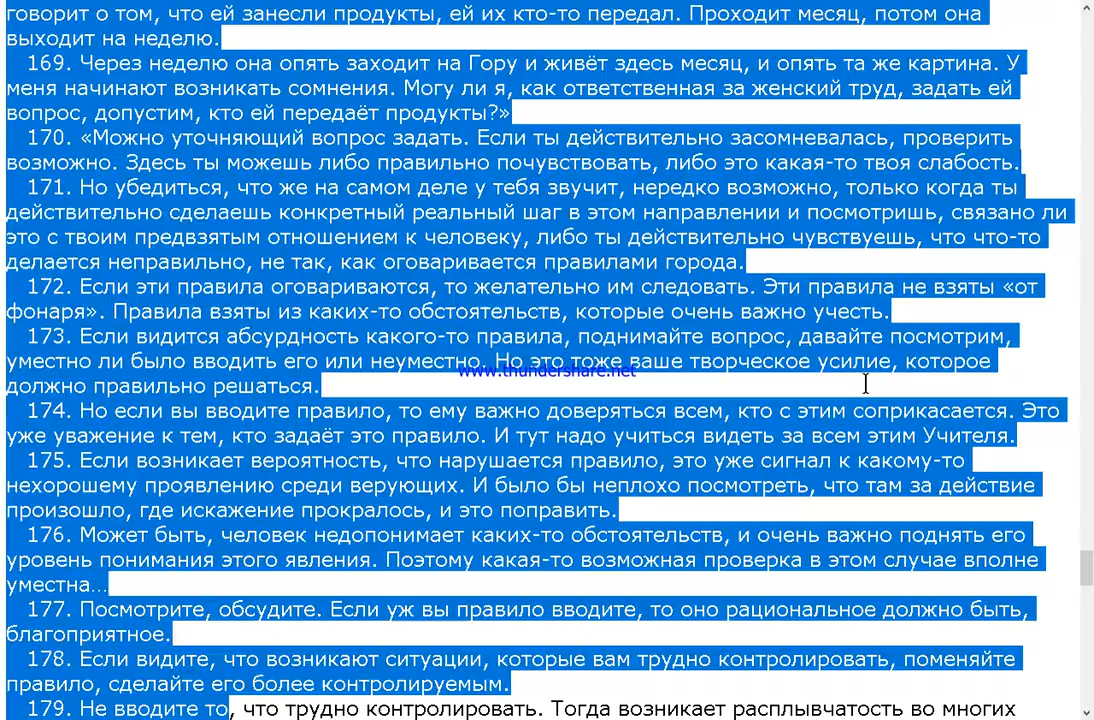 говорит о том, что ей занесли продукты, ей их кто-то передал. Проходит месяц, потом она
выходит на неделю.
169. Через неделю она опять заходит на Гору и живёт здесь месяц, и опять та же картина. У
меня начинают возникать сомнения. Могу ли я, как ответственная за женский труд, задать ей
вопрос, допустим, кто ей передаёт продукты?»
170. «Можно уточняющий вопрос задать. Если ты действительно засомневалась, проверить
возможно. Здесь ты можешь либо правильно почувствовать, либо это какая-то твоя слабость.
171. Но убедиться, что же на самом деле у тебя звучит, нередко возможно, только когда ты
действительно сделаешь конкретный реальный шаг в этом направлении и посмотришь, связано ли
это с твоим предвзятым отношением к человеку, либо ты действительно чувствуешь, что что-то
делается неправильно, не так, как оговаривается правилами города.
172. Если эти правила оговариваются, то желательно им следовать. Эти правила не взяты «от
фонаря». Правила взяты из каких-то обстоятельств, которые очень важно учесть.
173. Если видится абсурдность какого-то правила, поднимайте вопрос, давайте посмотрим,
уместно ли было вводить его или неуместно. Но это тоже ваше творческое усилие, которое
www.thundershare.net
должно правильно решаться.
174. Но если вы вводите правило, то ему важно доверяться всем, кто с этим соприкасается. Это
уже уважение к тем, кто задаёт это правило. И тут надо учиться видеть за всем этим Учителя.
175. Если возникает вероятность, что нарушается правило, это уже сигнал к какому-то
нехорошему проявлению среди верующих. И было бы неплохо посмотреть, что там за действие
произошло, где искажение прокралось, и это поправить.
176. Может быть, человек недопонимает каких-то обстоятельств, и очень важно поднять его
уровень понимания этого явления. Поэтому какая-то возможная проверка в этом случае вполне
уместна...
177. Посмотрите, обсудите. Если уж вы правило вводите, то оно рациональное должно быть,
благоприятное.
178. Если видите, что возникают ситуации, которые вам трудно контролировать, поменяйте
правило, сделайте его более контролируемым.
179. Не вводите то, что трудно контролировать. Тогда возникает расплывчатость во многих